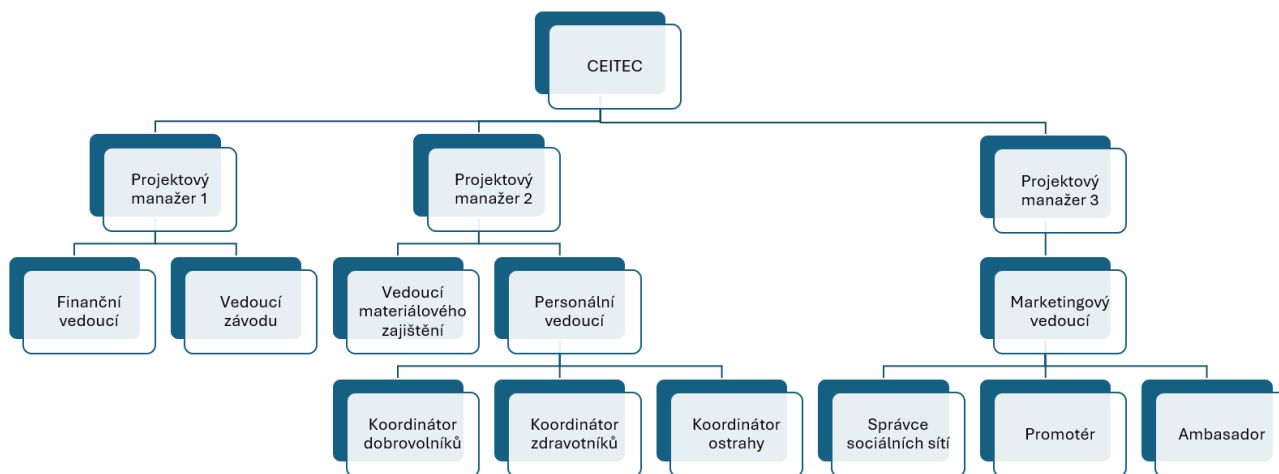 CEITEC
Projektový
manažer 1
Projektový
manažer 2
Projektový
manažer 3
Finanční
vedoucí
Vedoucí
závodu
Vedoucí
materiálového
zajištění
Personální
vedoucí
Marketingový
vedoucí
Koordinátor
dobrovolníků
Koordinátor
zdravotníků
Koordinátor
ostrahy
Správce
sociálních sítí
Promotér
Ambasador